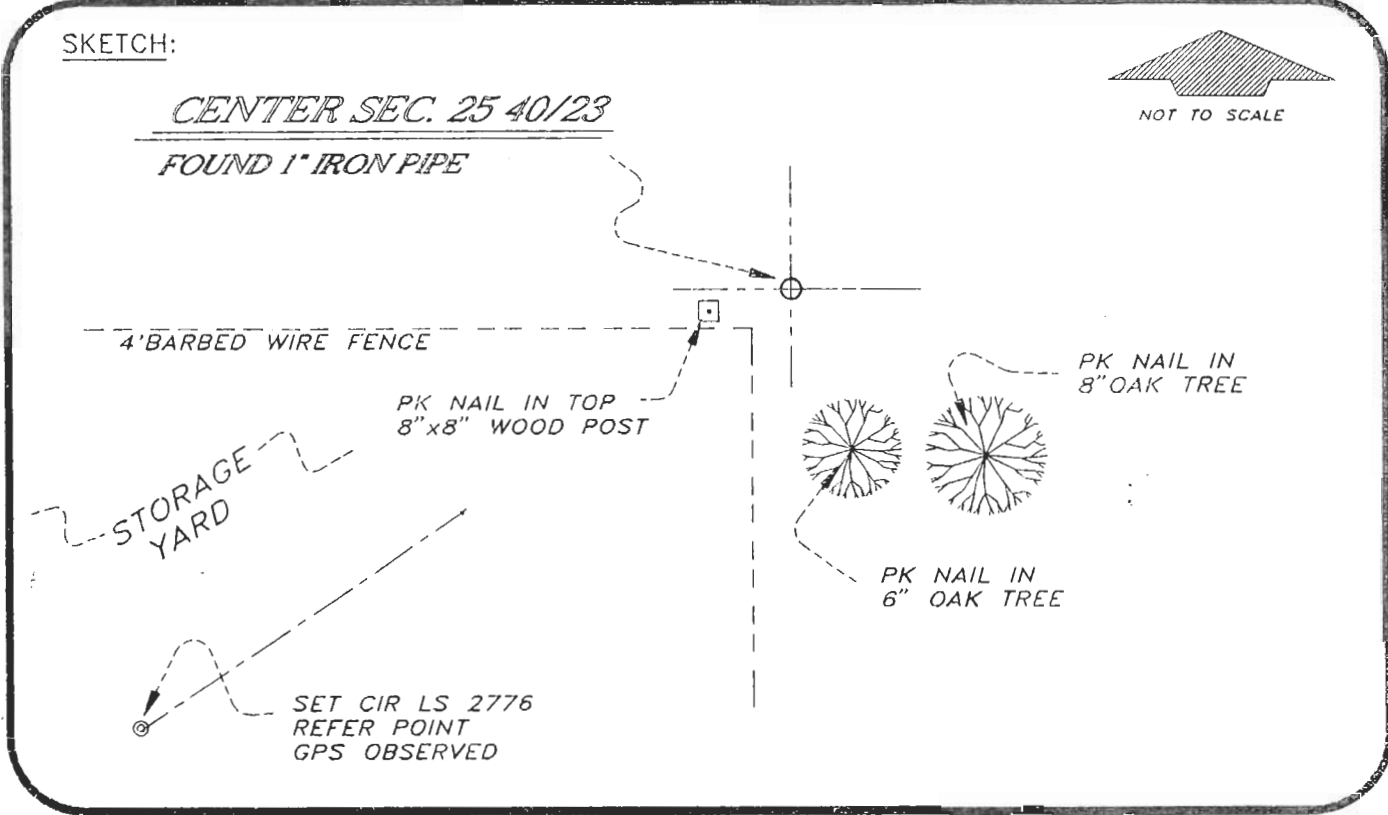 SKETCH:
NOT TO SCALE
CENTER SEC. 25 40/23
FOUND 1" IRON PIPE
4' BARBED WIRE FENCE
PK NAIL IN TOP
8"x8" WOOD POST
PK NAIL IN
8" OAK TREE
STORAGE
YARD
PK NAIL IN
6" OAK TREE
SET CIR LS 2776
REFER POINT
GPS OBSERVED